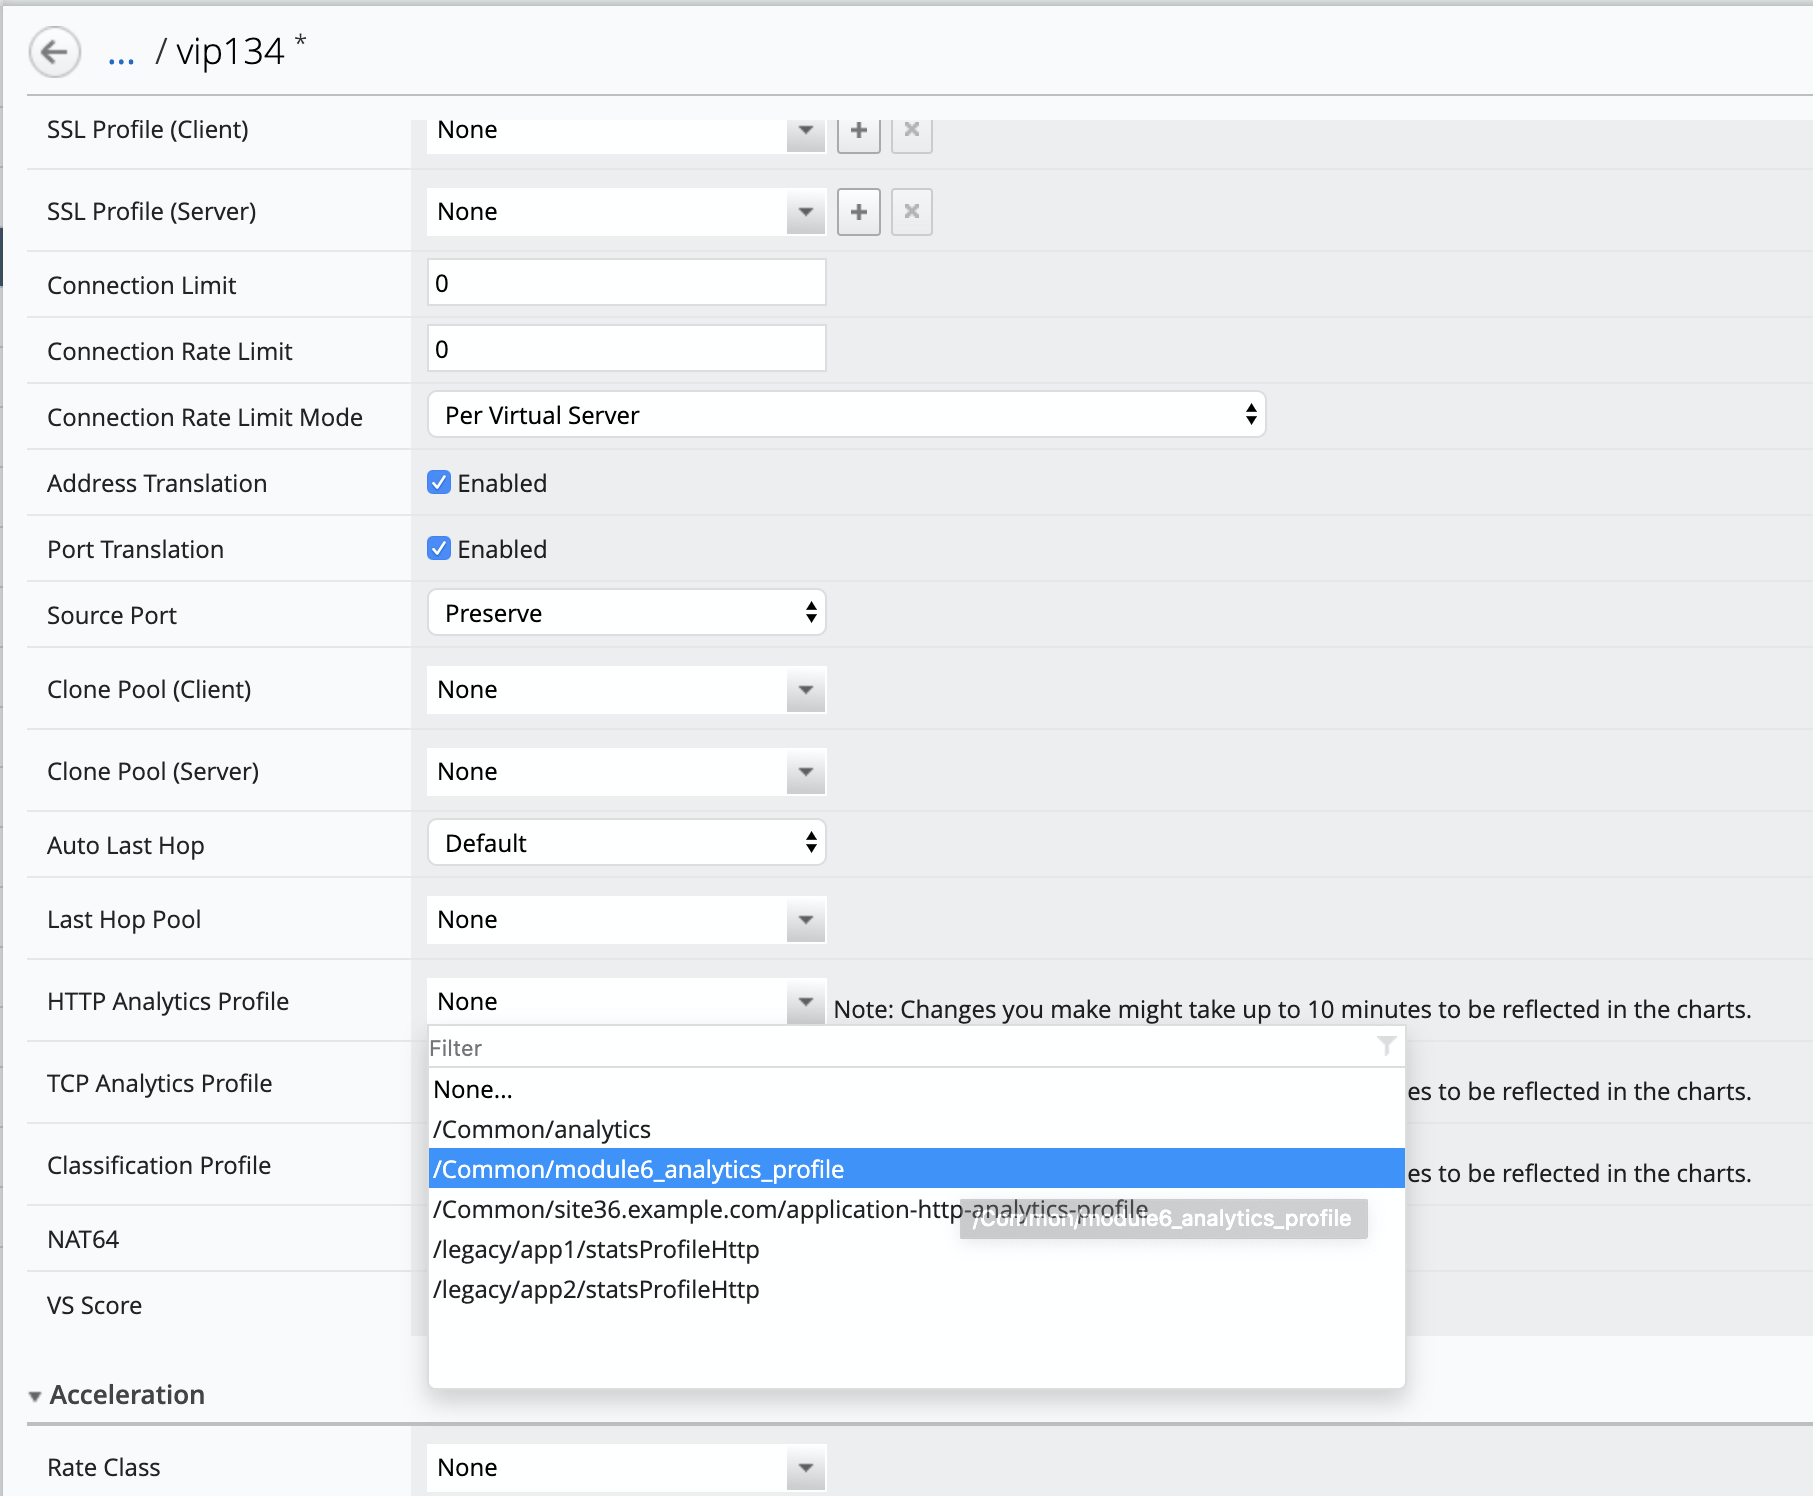 ... / vip134 *
SSL Profile (Client) None
SSL Profile (Server) None
Connection Limit 0
Connection Rate Limit 0
Connection Rate Limit Mode Per Virtual Server
Address Translation Enabled
Port Translation Enabled
Source Port Preserve
Clone Pool (Client) None
Clone Pool (Server) None
Auto Last Hop Default
Last Hop Pool None
HTTP Analytics Profile None Note: Changes you make might take up to 10 minutes to be reflected in the charts.
Filter
None...
/Common/analytics
/Common/module6_analytics_profile
/Common/site36.example.com/application-http-analytics-profile
/Common/module6_analytics_profile
/legacy/app1/statsProfileHttp
/legacy/app2/statsProfileHttp
TCP Analytics Profile es to be reflected in the charts.
Classification Profile es to be reflected in the charts.
NAT64
VS Score
Acceleration
Rate Class None